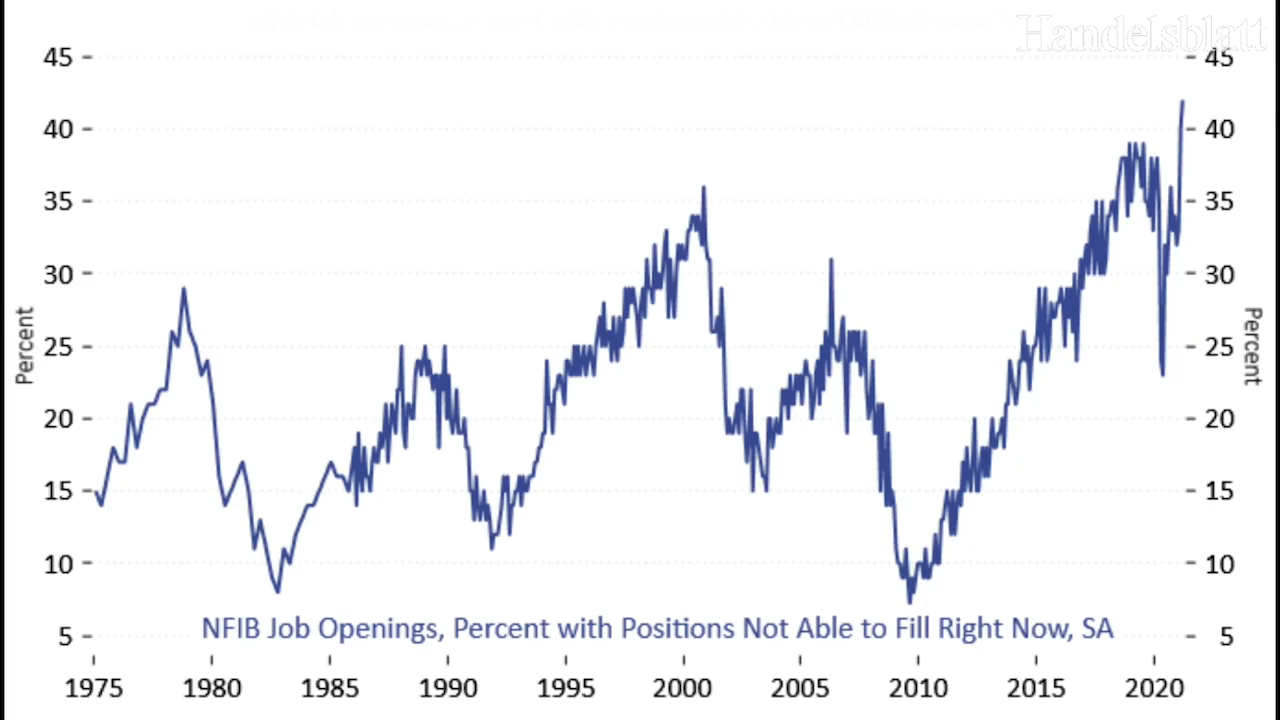 Handelsblatt
45 45
40 40
35 35
30 30
Percent Percent
25 25
20 20
15 15
10 10
NFIB Job Openings, Percent with Positions Not Able to Fill Right Now, SA
5 5
1975 1980 1985 1990 1995 2000 2005 2010 2015 2020